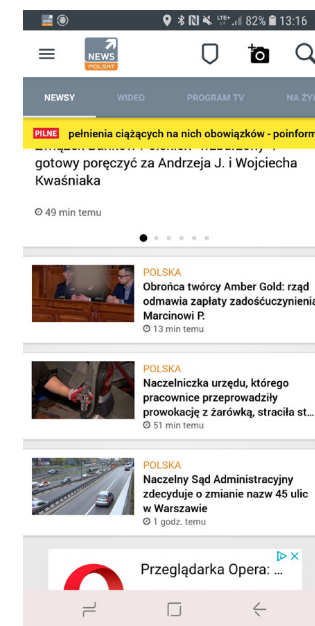 82% 13:16
NEWS
POLSAT
NEWSY WIDEO PROGRAM TV NA ŻY
PILNE pełnienia ciążących na nich obowiązków - poinform
gotowy poręczyć za Andrzeja J. i Wojciecha
Kwaśniaka
49 min temu
POLSKA
Obrońca twórcy Amber Gold: rząd
odmawia zapłaty zadośćuczynienia
Marcinowi P.
13 min temu
POLSKA
Naczelniczka urzędu, którego
pracownice przeprowadziły
prowokację z żarówką, straciła st...
51 min temu
POLSKA
Naczelny Sąd Administracyjny
zdecyduje o zmianie nazw 45 ulic
w Warszawie
1 godz. temu
Przeglądarka Opera: ...